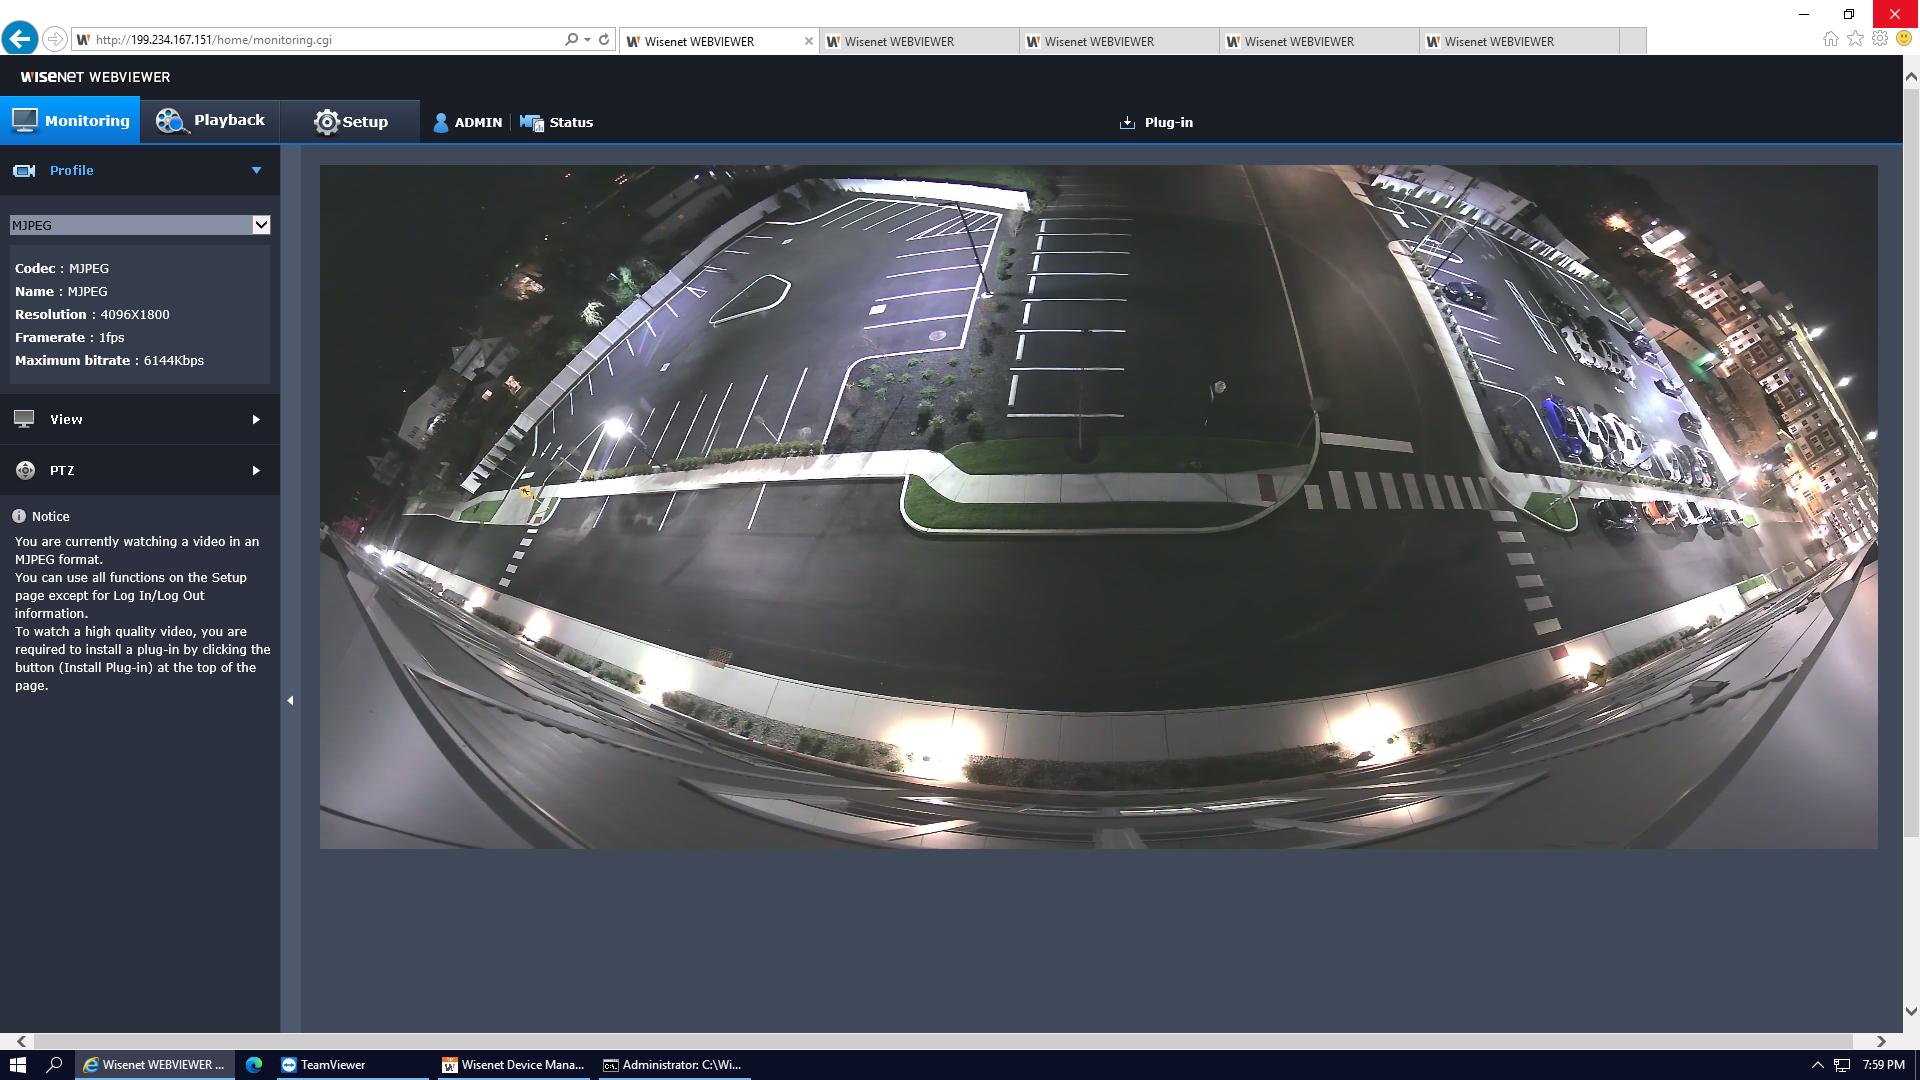 http://199.234.167.151/home/monitoring.cgi
Wisenet WEBVIEWER
Wisenet WEBVIEWER
Wisenet WEBVIEWER
Wisenet WEBVIEWER
Wisenet WEBVIEWER
WISENET WEBVIEWER
Monitoring
Playback
Setup
ADMIN
Status
Plug-in
Profile
MJPEG
Codec : MJPEG
Name : MJPEG
Resolution : 4096X1800
Framerate : 1fps
Maximum bitrate : 6144Kbps
View
PTZ
Notice
You are currently watching a video in an
MJPEG format.
You can use all functions on the Setup
page except for Log In/Log Out
information.
To watch a high quality video, you are
required to install a plug-in by clicking the
button (Install Plug-in) at the top of the
page.
Wisenet WEBVIEWER ...
TeamViewer
Wisenet Device Mana...
Administrator: C:\Wi...
7:59 PM